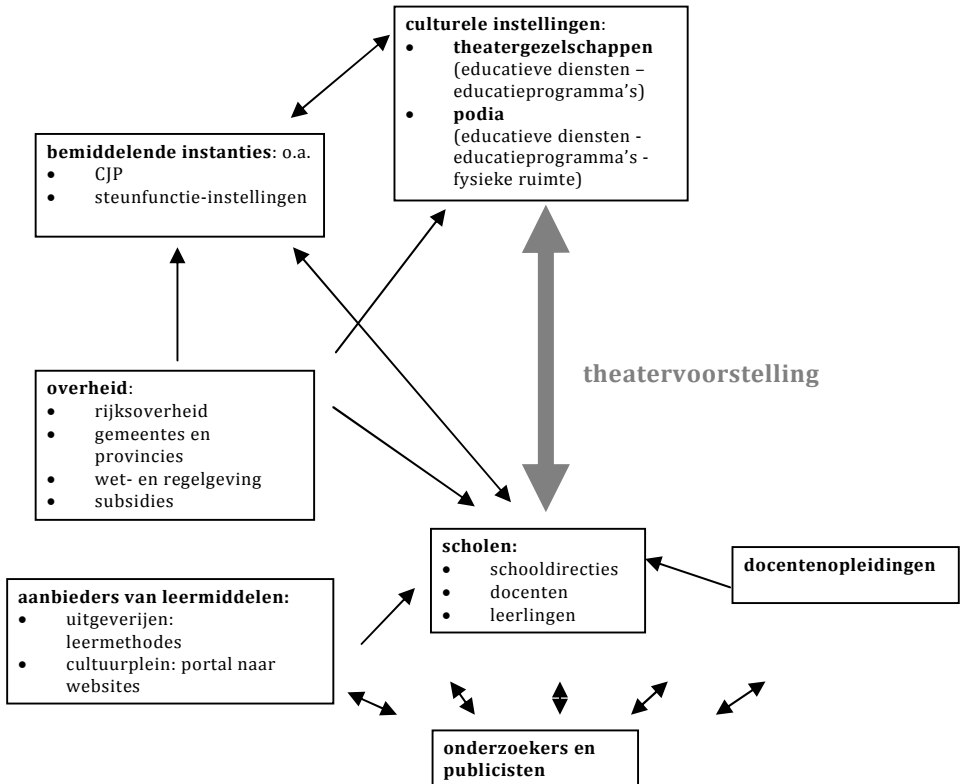 culturele instellingen:
• theatergezelschappen
(educatieve diensten –
educatieprogramma's)
• podia
(educatieve diensten -
educatieprogramma's -
fysieke ruimte)
bemiddelende instanties: o.a.
• CJP
• steunfunctie-instellingen
theatervoorstelling
overheid:
• rijksoverheid
• gemeentes en
provincies
• wet- en regelgeving
• subsidies
scholen:
• schooldirecties
• docenten
• leerlingen
docentenopleidingen
aanbieders van leermiddelen:
• uitgeverijen:
leermethodes
• cultuurplein: portal naar
websites
onderzoekers en
publicisten